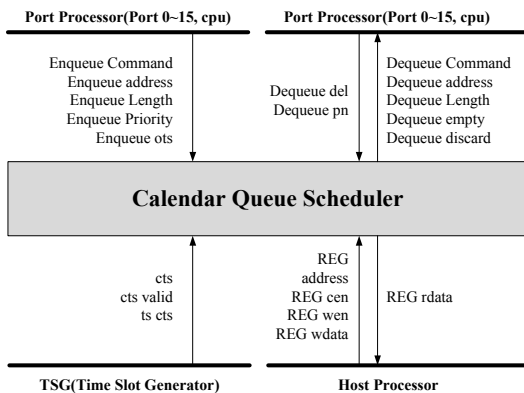 Port Processor(Port 0~15, cpu)
Port Processor(Port 0~15, cpu)
Enqueue Command
Enqueue address
Enqueue Length
Enqueue Priority
Enqueue ots
Dequeue del
Dequeue pn
Dequeue Command
Dequeue address
Dequeue Length
Dequeue empty
Dequeue discard
Calendar Queue Scheduler
cts
cts valid
ts cts
REG
address
REG cen
REG wen
REG wdata
REG rdata
TSG(Time Slot Generator)
Host Processor